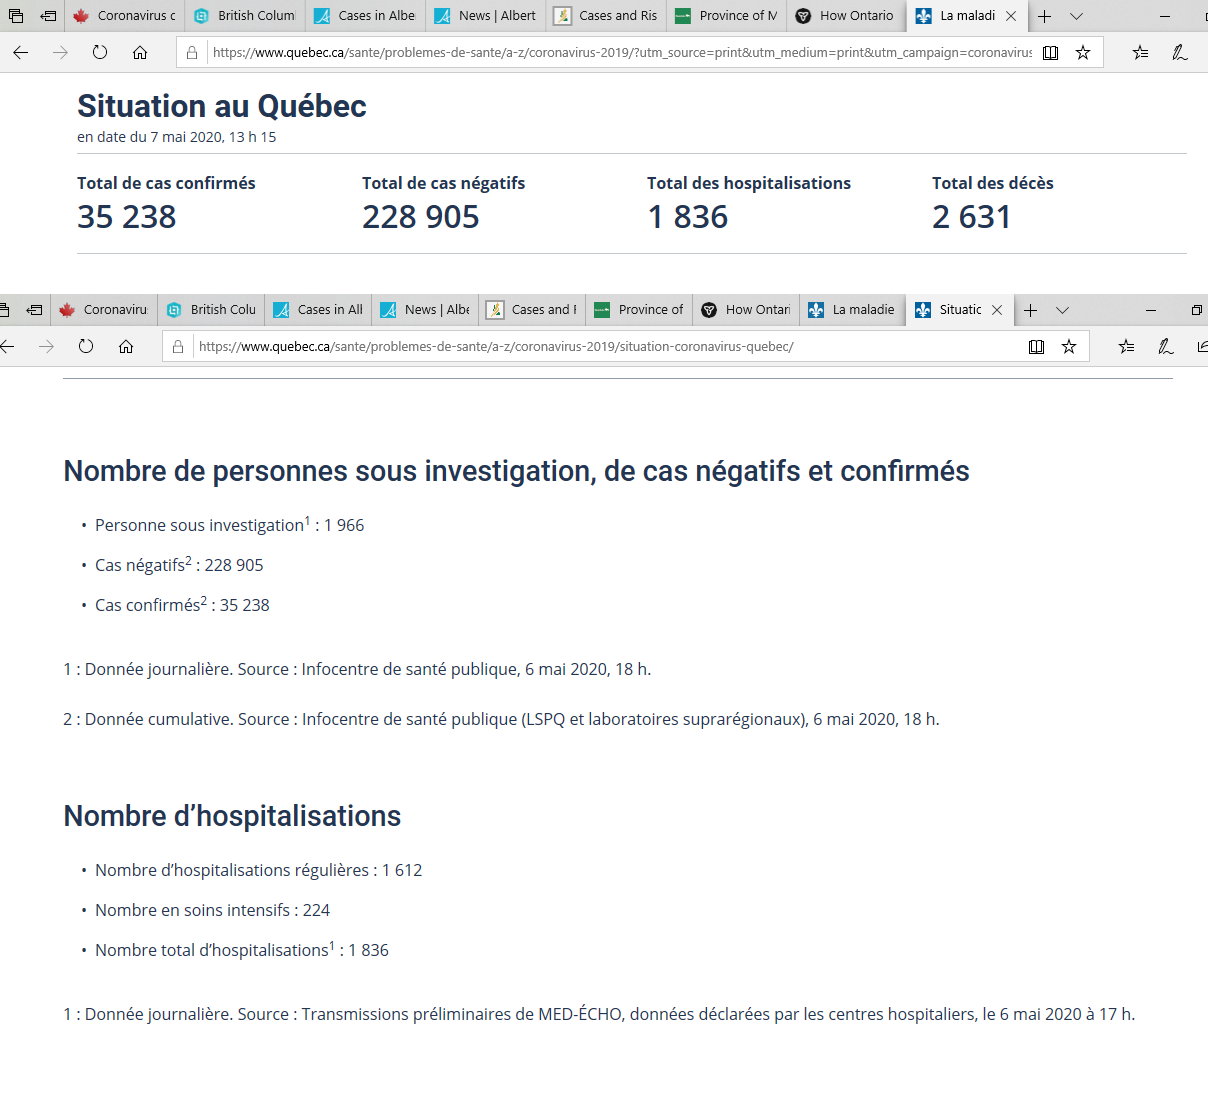 Coronavirus c
British Colum
Cases in Albe
News | Albert
Cases and Ris
Province of M
How Ontario
La maladi
https://www.quebec.ca/sante/problemes-de-sante/a-z/coronavirus-2019/?utm_source=print&utm_medium=print&utm_campaign=coronavirus
Situation au Québec
en date du 7 mai 2020, 13 h 15
Total de cas confirmés
35 238
Total de cas négatifs
228 905
Total des hospitalisations
1 836
Total des décès
2 631
Coronaviru
British Colu
Cases in All
News | Albe
Cases and I
Province of
How Ontari
La maladie
Situatic
https://www.quebec.ca/sante/problemes-de-sante/a-z/coronavirus-2019/situation-coronavirus-quebec/
Nombre de personnes sous investigation, de cas négatifs et confirmés
• Personne sous investigation1 : 1 966
• Cas négatifs2 : 228 905
• Cas confirmés2 : 35 238
1 : Donnée journalière. Source : Infocentre de santé publique, 6 mai 2020, 18 h.
2 : Donnée cumulative. Source : Infocentre de santé publique (LSPQ et laboratoires suprarégionaux), 6 mai 2020, 18 h.
Nombre d’hospitalisations
• Nombre d’hospitalisations régulières : 1 612
• Nombre en soins intensifs : 224
• Nombre total d’hospitalisations1 : 1 836
1 : Donnée journalière. Source : Transmissions préliminaires de MED-ÉCHO, données déclarées par les centres hospitaliers, le 6 mai 2020 à 17 h.